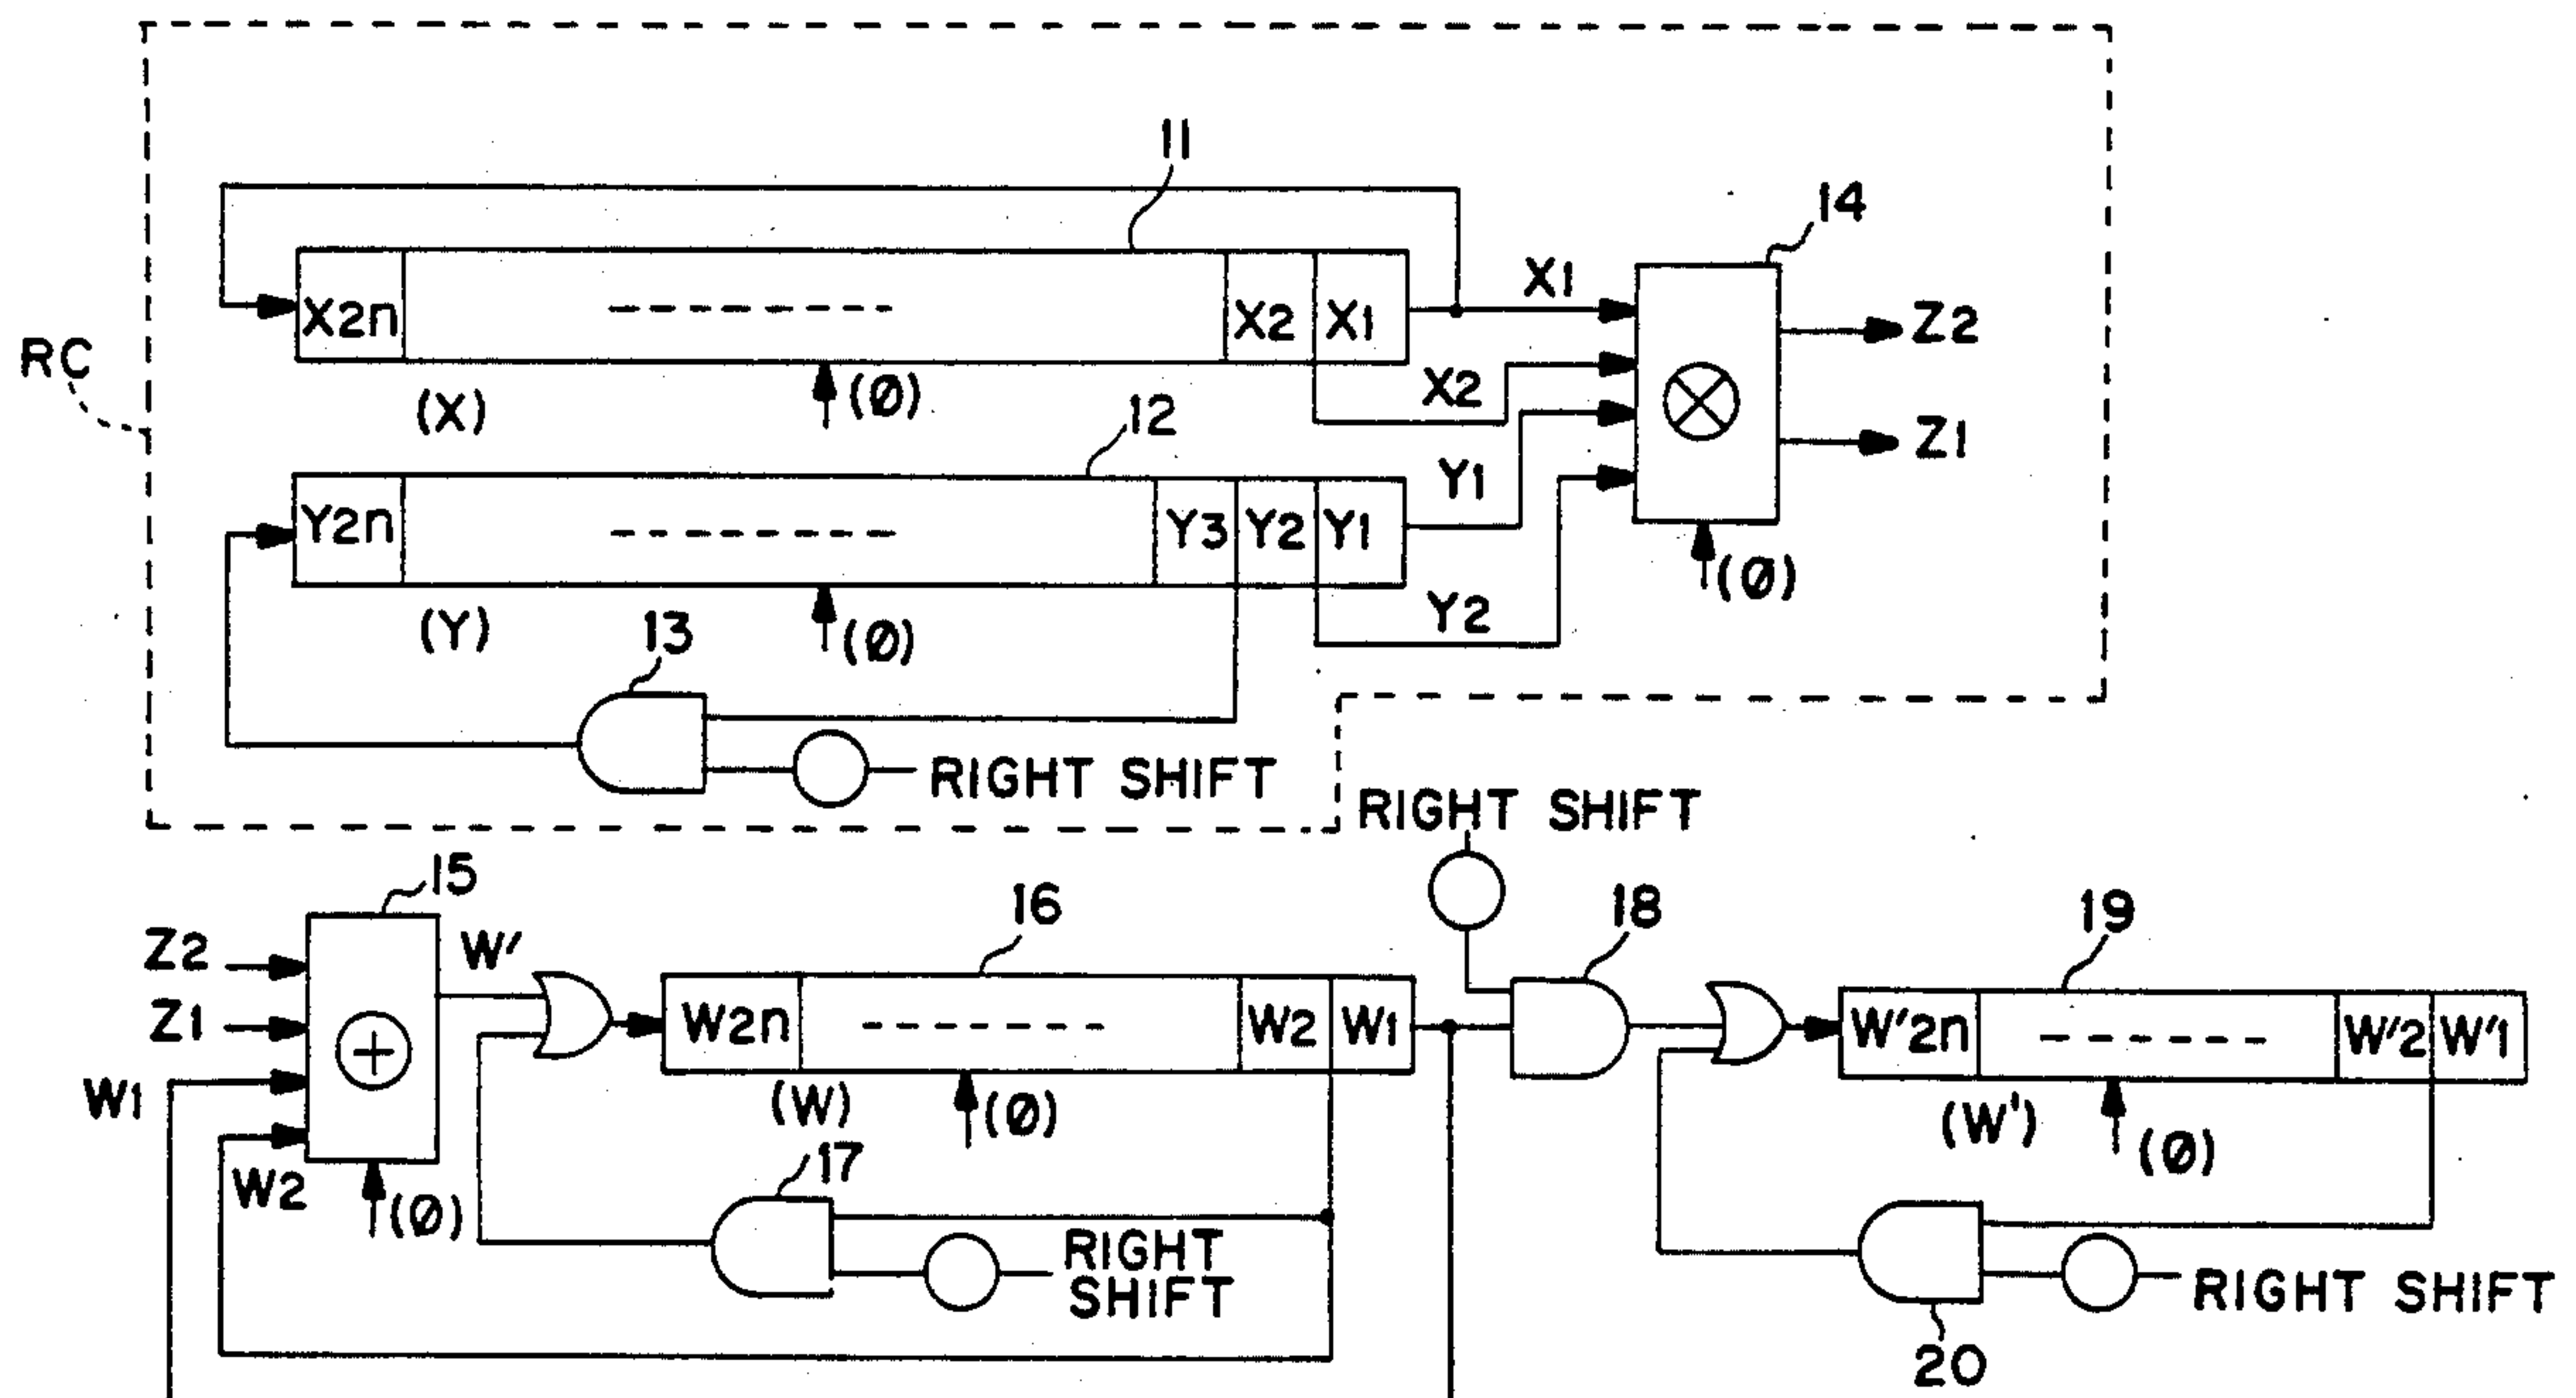 11
14
X2n
X2
X1
X1
Z2
RC
(X)
(Ø)
X2
12
Z1
Y2n
Y3
Y2
Y1
Y1
(Ø)
(Y)
13
(Ø)
Y2
RIGHT SHIFT
RIGHT SHIFT
15
16
18
19
Z2
W'
Z1
W2n
W2
W1
W'2n
W'2
W'1
W1
(W)
(Ø)
(W')
(Ø)
W2
(Ø)
17
RIGHT
SHIFT
RIGHT SHIFT
20